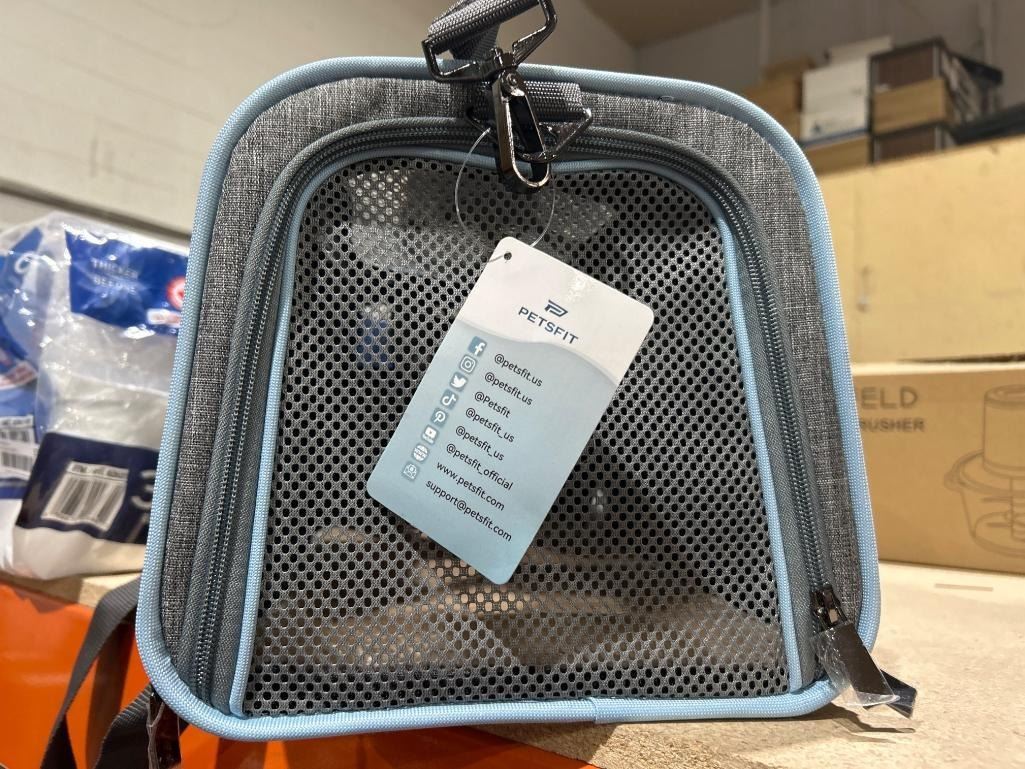 PETSFIT
@petsfit.us
@petsfit.us
@Petsfit
@petsfit_us
@petsfit_us
@petsfit_official
www.petsfit.com
support@petsfit.com
THICKER
ELD
RUSHER